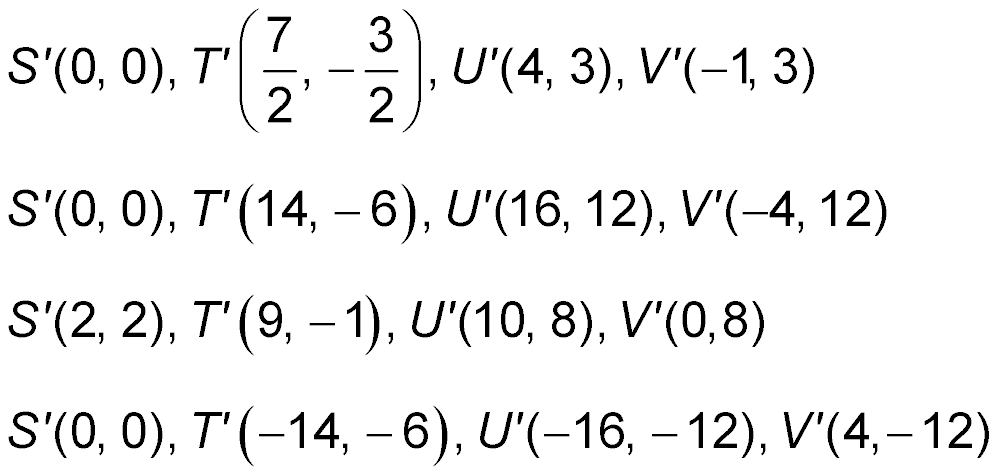 S′(0, 0), T′(7/2, −3/2), U′(4, 3), V′(−1, 3)
S′(0, 0), T′(14, −6), U′(16, 12), V′(−4, 12)
S′(2, 2), T′(9, −1), U′(10, 8), V′(0,8)
S′(0, 0), T′(−14, −6), U′(−16, −12), V′(4,−12)